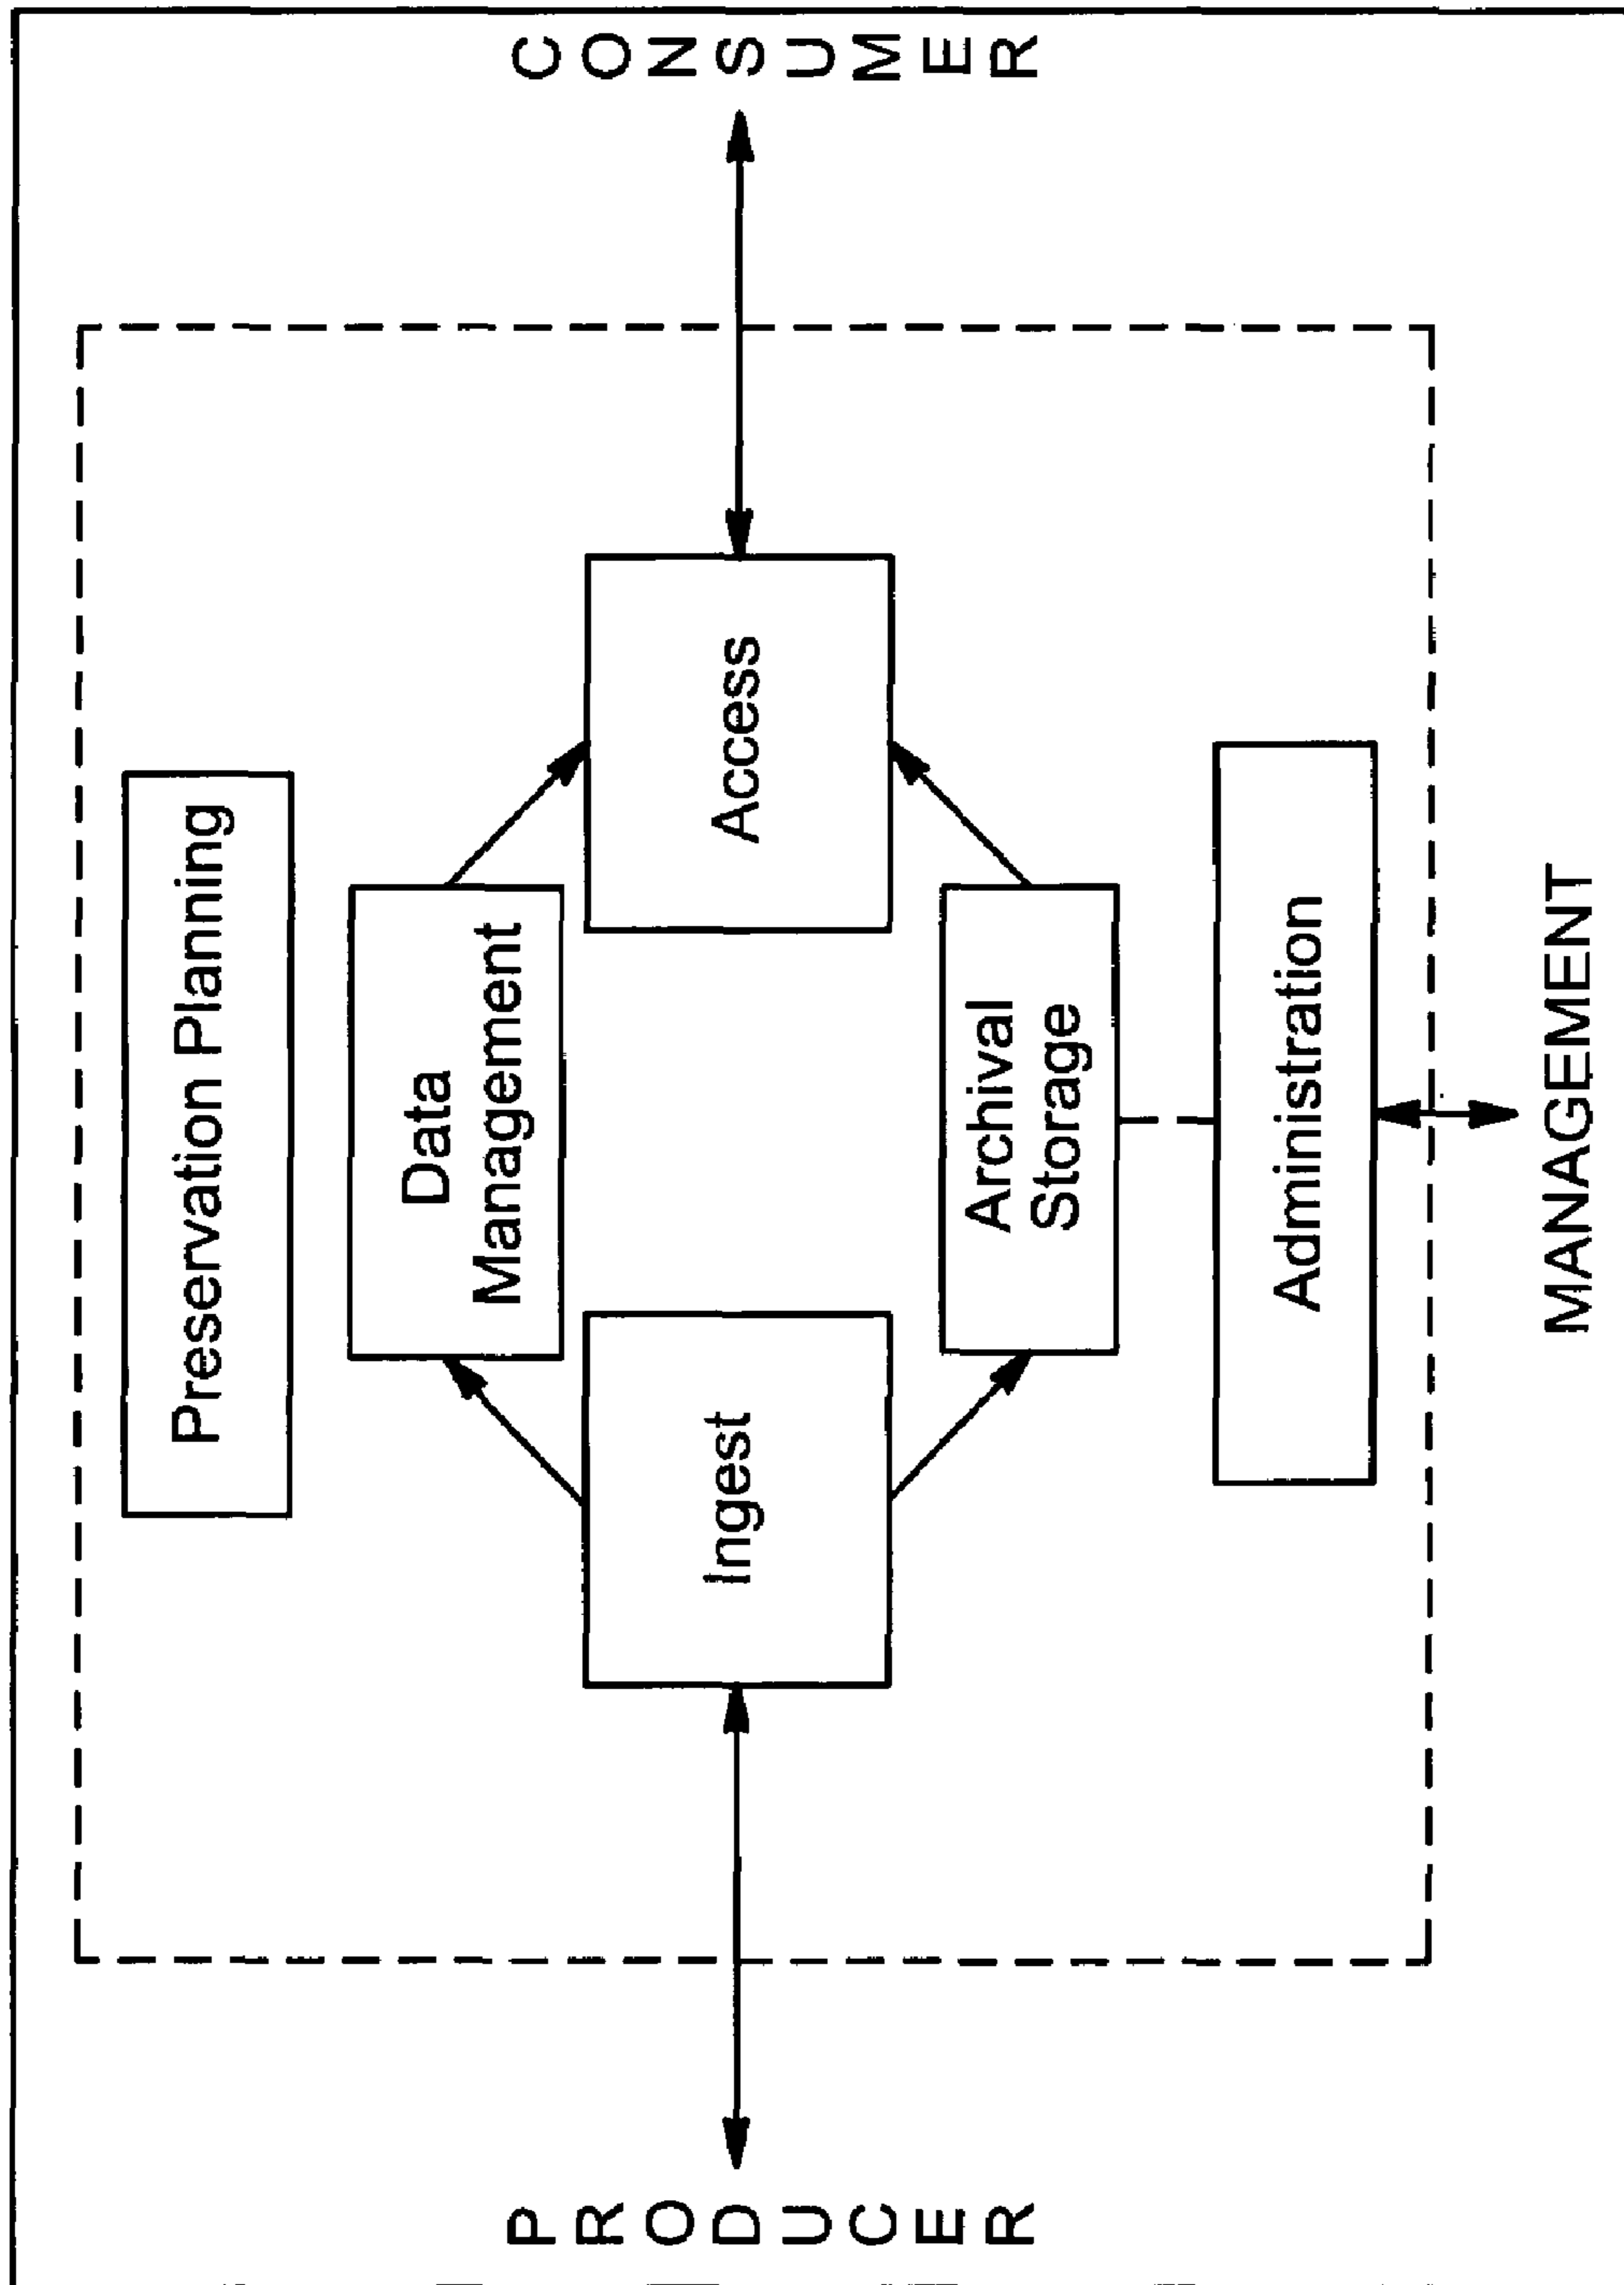 Preservation Planning
Data
Management
PRODUCER
Ingest
Access
CONSUMER
Archival
Storage
Administration
MANAGEMENT